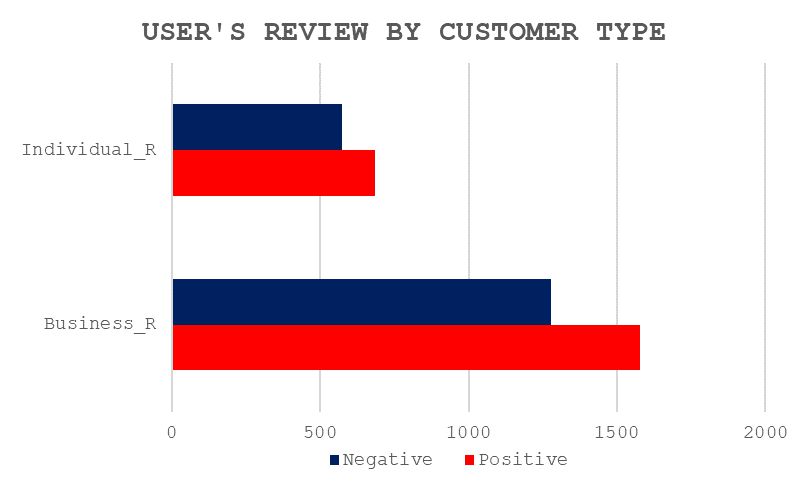 USER'S REVIEW BY CUSTOMER TYPE
Individual_R
Business_R
0 500 1000 1500 2000
Negative Positive